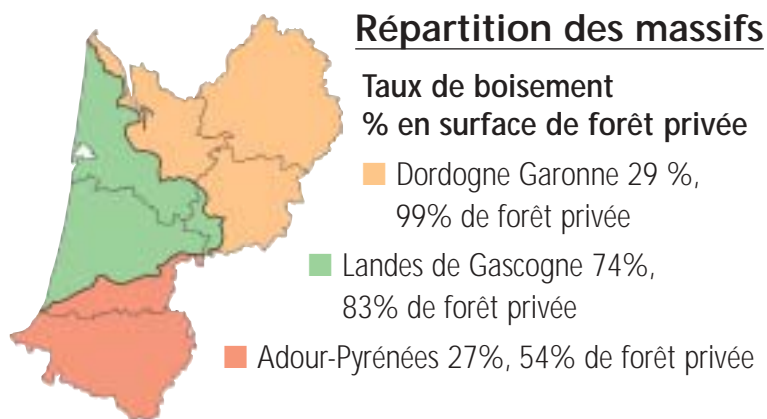 Répartition des massifs
Taux de boisement
% en surface de forêt privée
Dordogne Garonne 29 %,
99% de forêt privée
Landes de Gascogne 74%,
83% de forêt privée
Adour-Pyrénées 27%, 54% de forêt privée